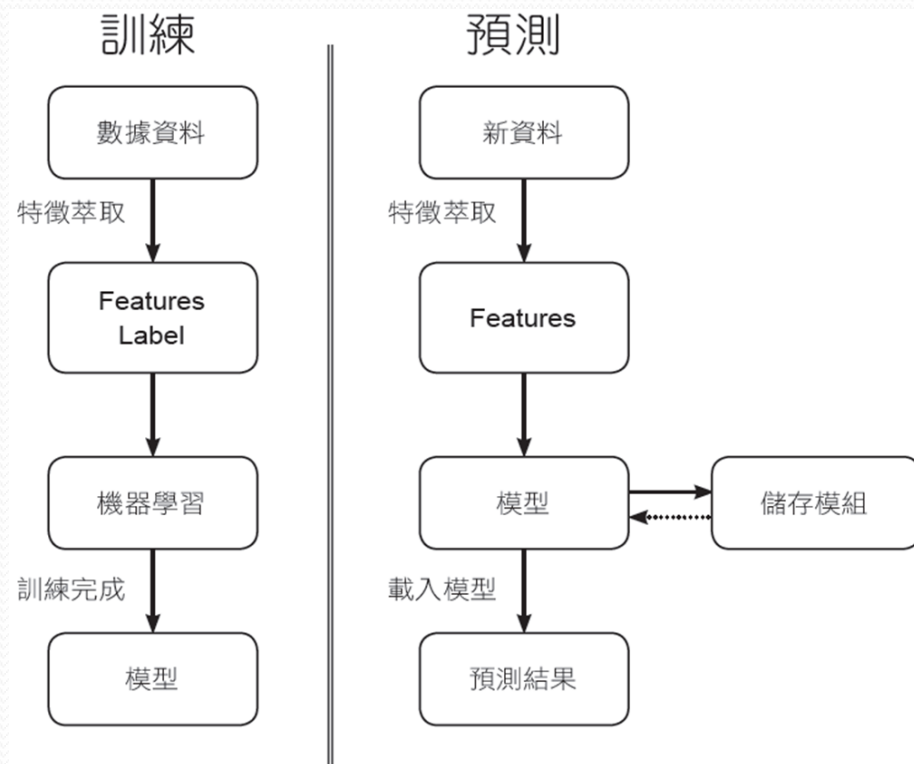 訓練
數據資料
特徵萃取
Features
Label
機器學習
訓練完成
模型
預測
新資料
特徵萃取
Features
模型
儲存模組
載入模型
預測結果